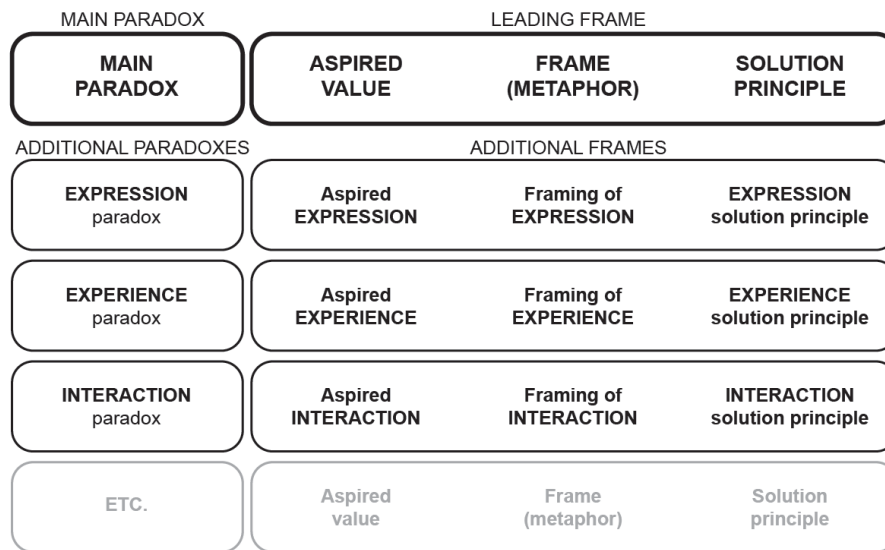 MAIN PARADOX
LEADING FRAME
MAIN
PARADOX
ASPIRED
VALUE
FRAME
(METAPHOR)
SOLUTION
PRINCIPLE
ADDITIONAL PARADOXES
ADDITIONAL FRAMES
EXPRESSION
paradox
Aspired
EXPRESSION
Framing of
EXPRESSION
EXPRESSION
solution principle
EXPERIENCE
paradox
Aspired
EXPERIENCE
Framing of
EXPERIENCE
EXPERIENCE
solution principle
INTERACTION
paradox
Aspired
INTERACTION
Framing of
INTERACTION
INTERACTION
solution principle
ETC.
Aspired
value
Frame
(metaphor)
Solution
principle